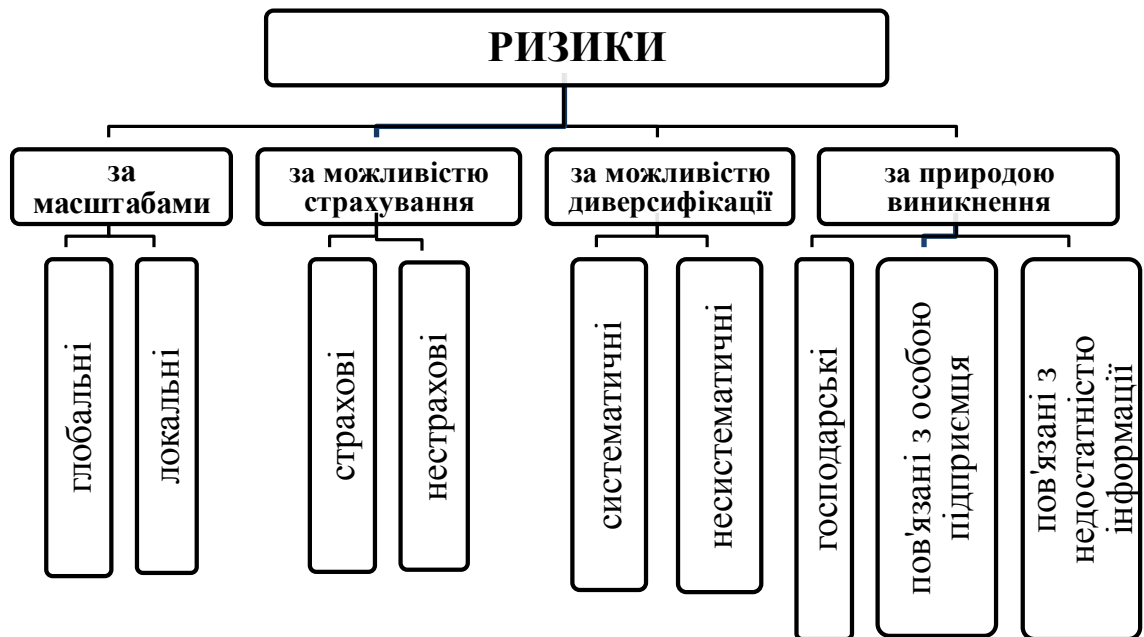 РИЗИКИ
за
масштабами
за можливістю
страхування
за можливістю
диверсифікації
за природою
виникнення
глобальні
локальні
страхові
нестрахові
систематичні
несистематичні
господарські
пов'язані з особою
підприємця
пов'язані з
недостатністю
інформації